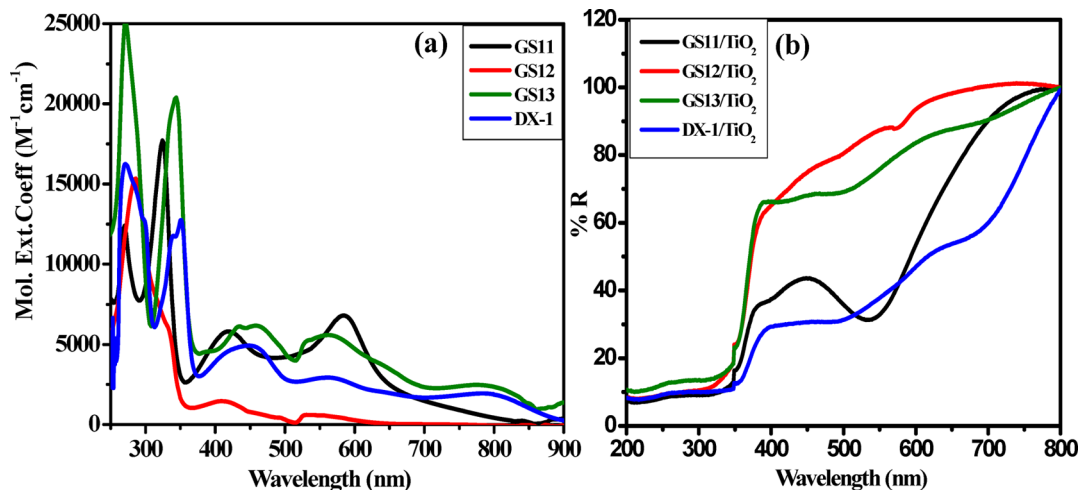 (a)
GS11
GS12
GS13
DX-1
Mol. Ext.Coeff (M⁻¹ cm⁻¹)
25000
20000
15000
10000
5000
0
300 400 500 600 700 800 900
Wavelength (nm)
(b)
GS11/TiO₂
GS12/TiO₂
GS13/TiO₂
DX-1/TiO₂
% R
120
100
80
60
40
20
0
200 300 400 500 600 700 800
Wavelength (nm)